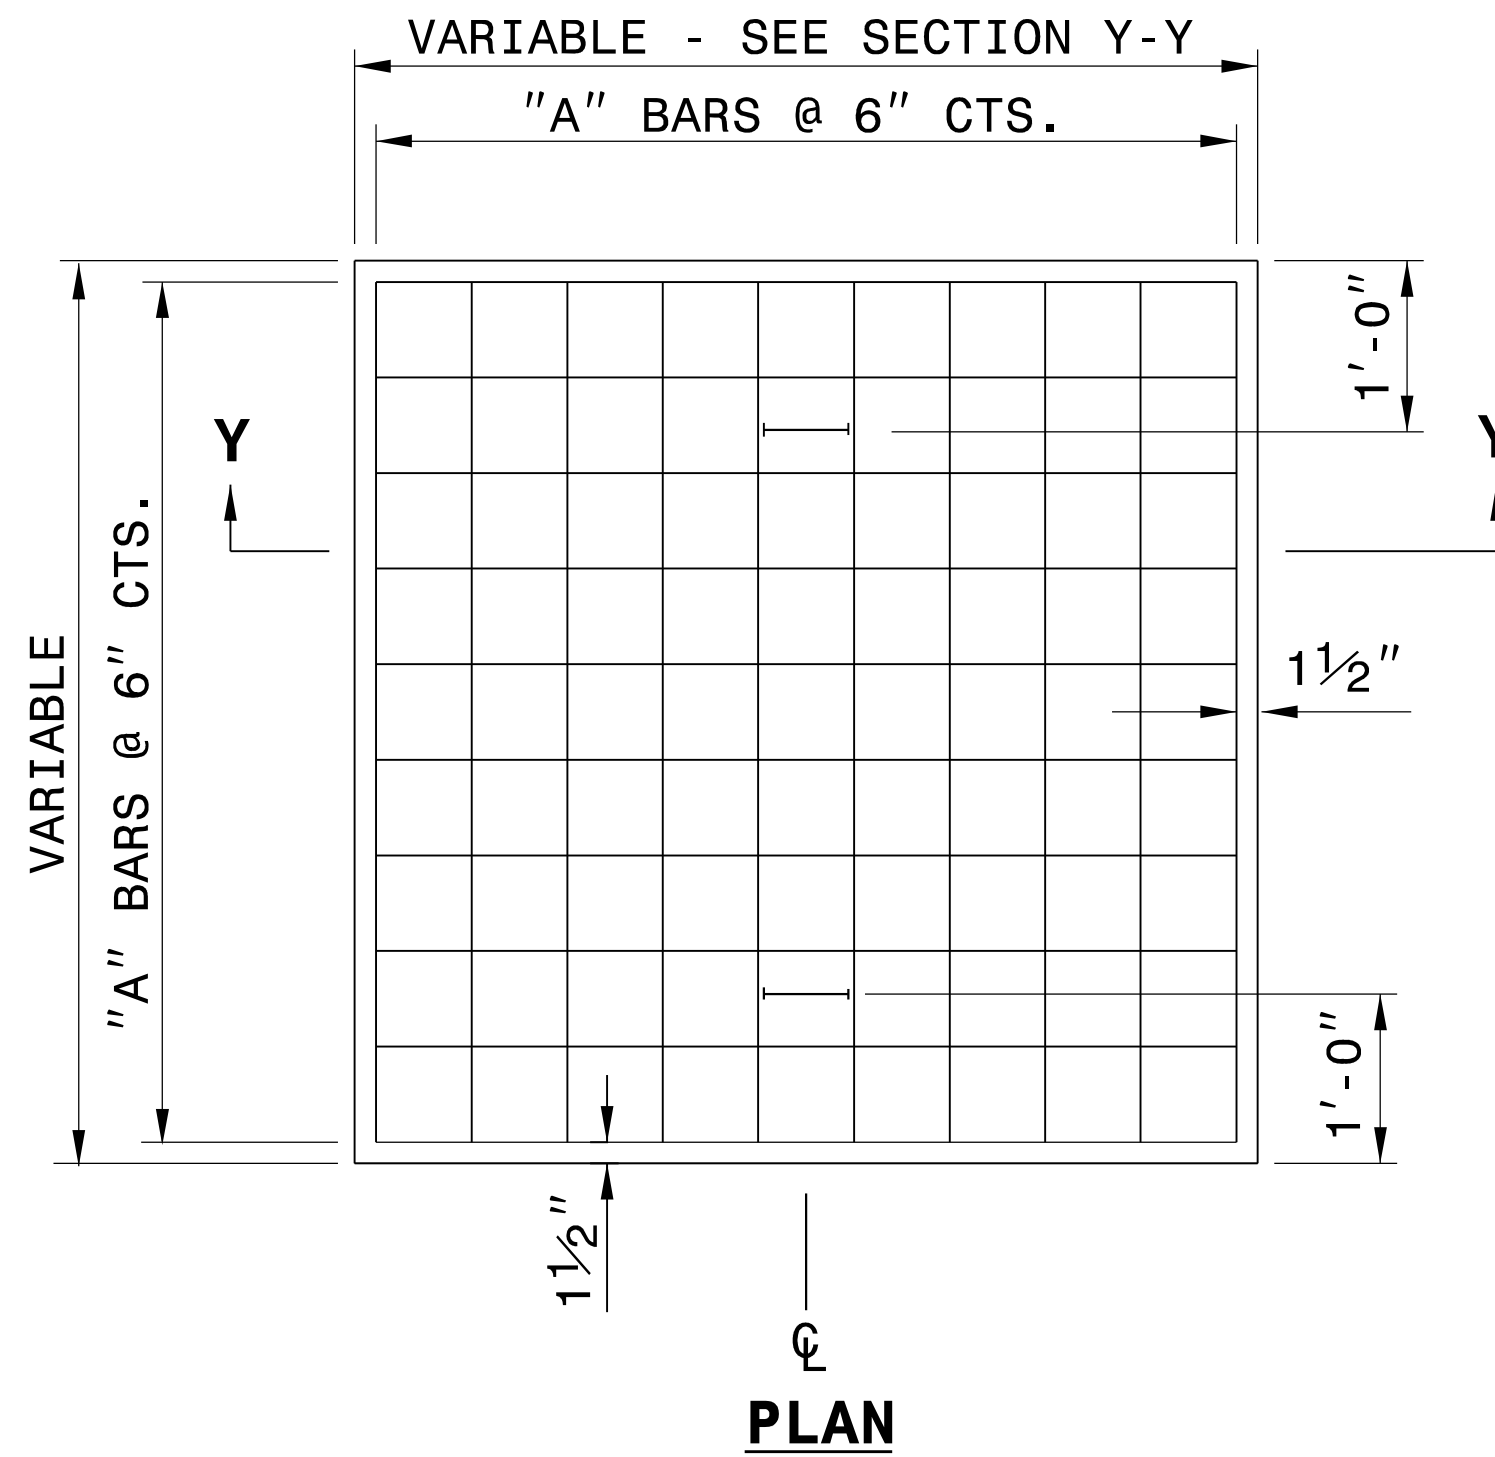 VARIABLE - SEE SECTION Y-Y
"A" BARS @ 6" CTS.
1'-0"
Y
Y
VARIABLE
"A" BARS @ 6" CTS.
1½"
1'-0"
1½"
℄
PLAN